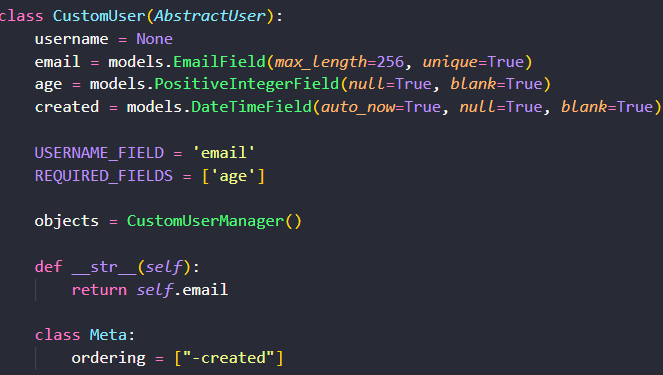 class CustomUser(AbstractUser):
    username = None
    email = models.EmailField(max_length=256, unique=True)
    age = models.PositiveIntegerField(null=True, blank=True)
    created = models.DateTimeField(auto_now=True, null=True, blank=True)

    USERNAME_FIELD = 'email'
    REQUIRED_FIELDS = ['age']

    objects = CustomUserManager()

    def __str__(self):
        return self.email

    class Meta:
        ordering = ["-created"]